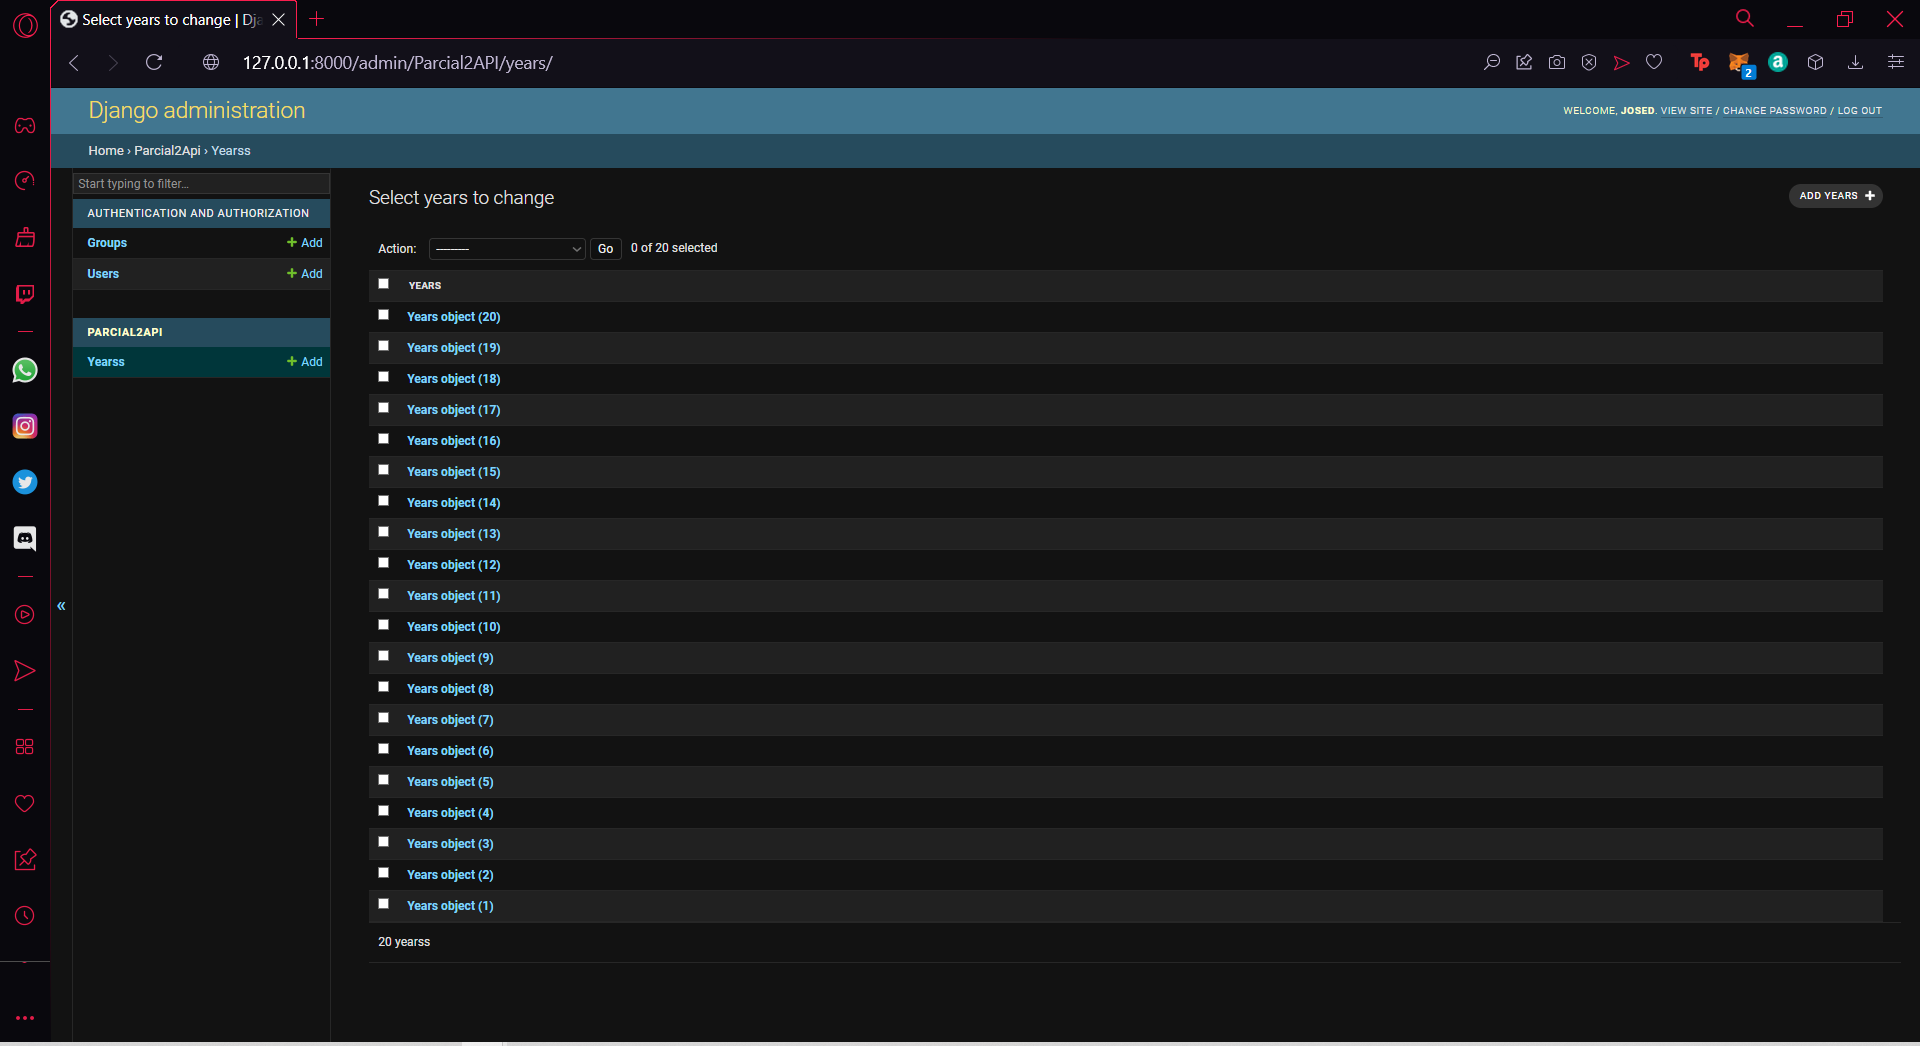 Select years to change | Dja
127.0.0.1:8000/admin/Parcial2API/years/
Tp
2
a
Django administration
WELCOME, JOSED. VIEW SITE / CHANGE PASSWORD / LOG OUT
Home › Parcial2Api › Yearss
Start typing to filter...
AUTHENTICATION AND AUTHORIZATION
Groups + Add
Users + Add
PARCIAL2API
Yearss + Add
«
Select years to change
ADD YEARS +
Action: --------- Go 0 of 20 selected
YEARS
Years object (20)
Years object (19)
Years object (18)
Years object (17)
Years object (16)
Years object (15)
Years object (14)
Years object (13)
Years object (12)
Years object (11)
Years object (10)
Years object (9)
Years object (8)
Years object (7)
Years object (6)
Years object (5)
Years object (4)
Years object (3)
Years object (2)
Years object (1)
20 yearss